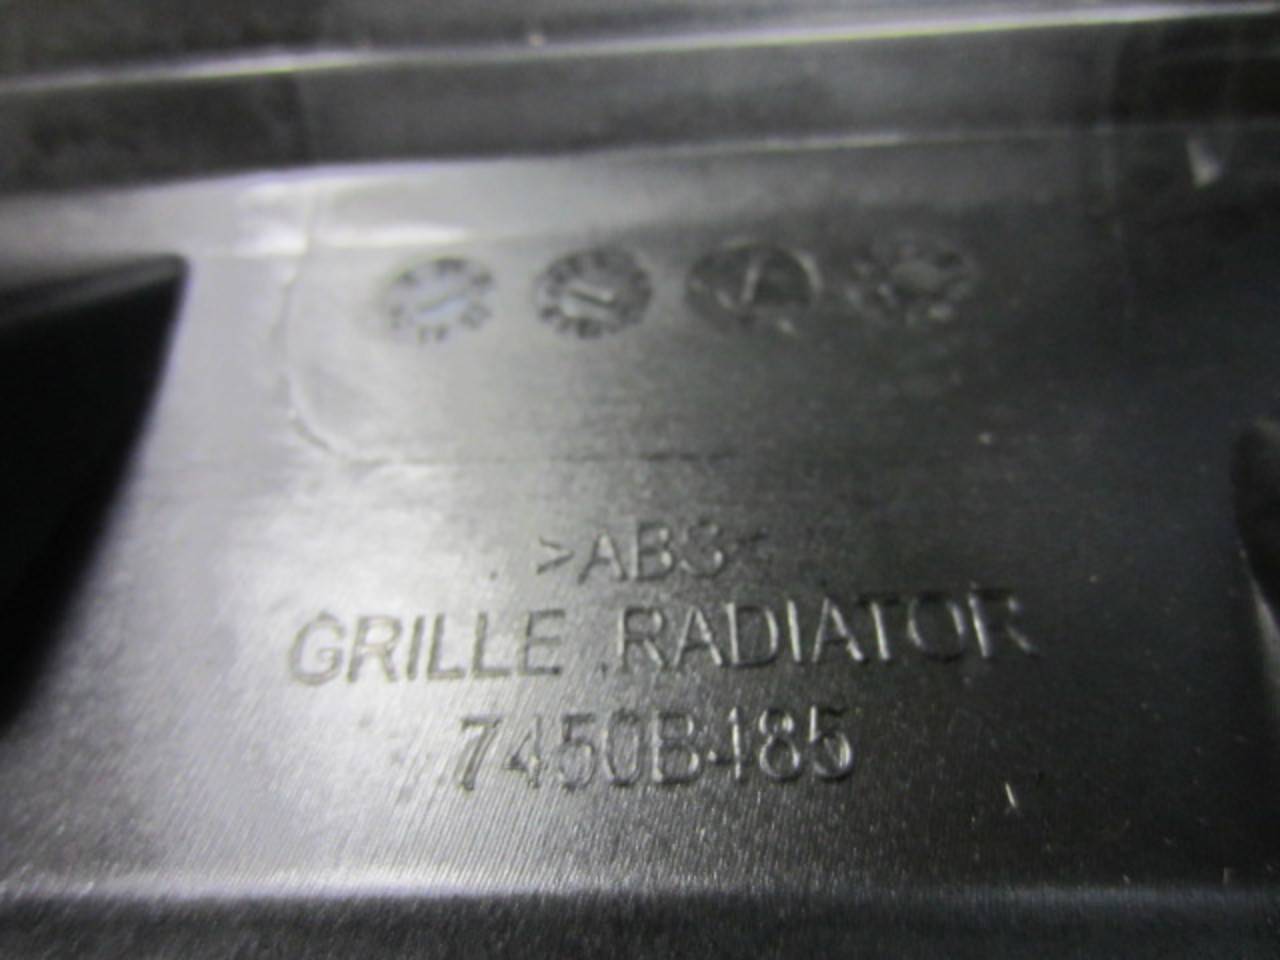 >ABS<
GRILLE RADIATOR
7450B485